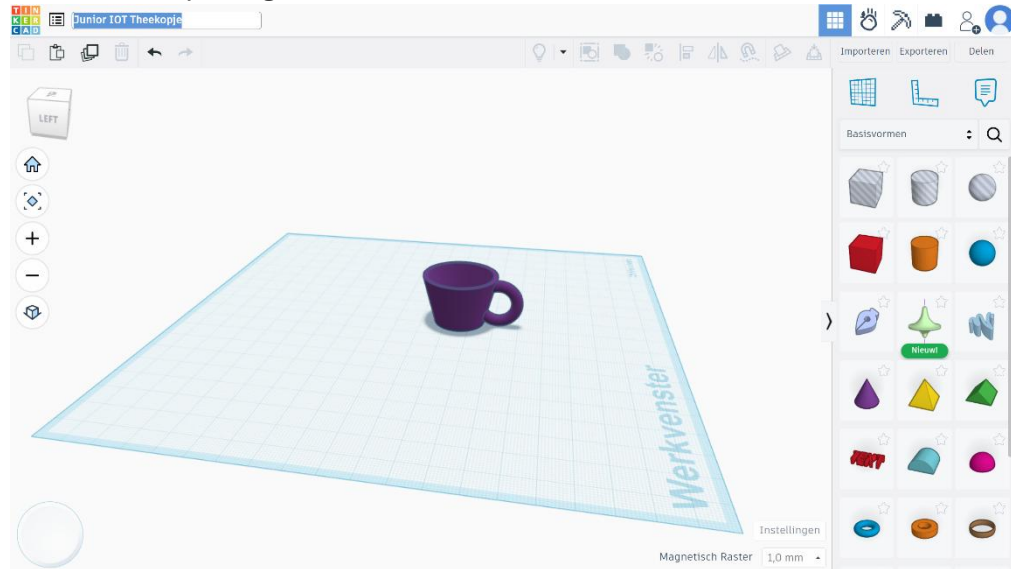 TIN
KER
CAD
Junior IOT Theekopje
Importeren Exporteren Delen
LEFT
Basisvormen
Nieuw!
TEXT
Werkvenster
Instellingen
Magnetisch Raster 1,0 mm